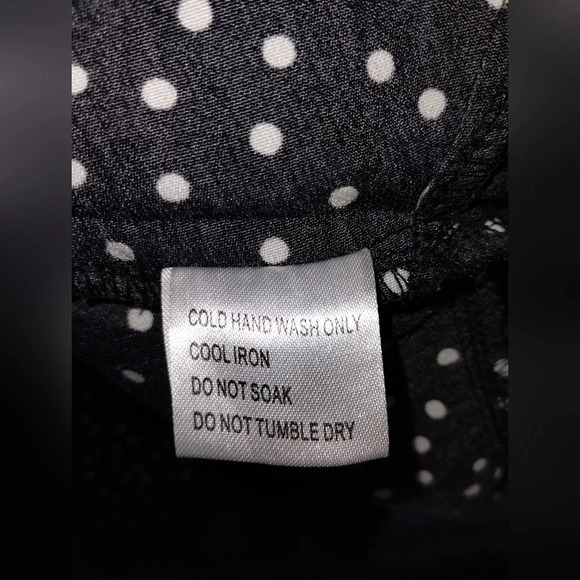 COLD HAND WASH ONLY
COOL IRON
DO NOT SOAK
DO NOT TUMBLE DRY